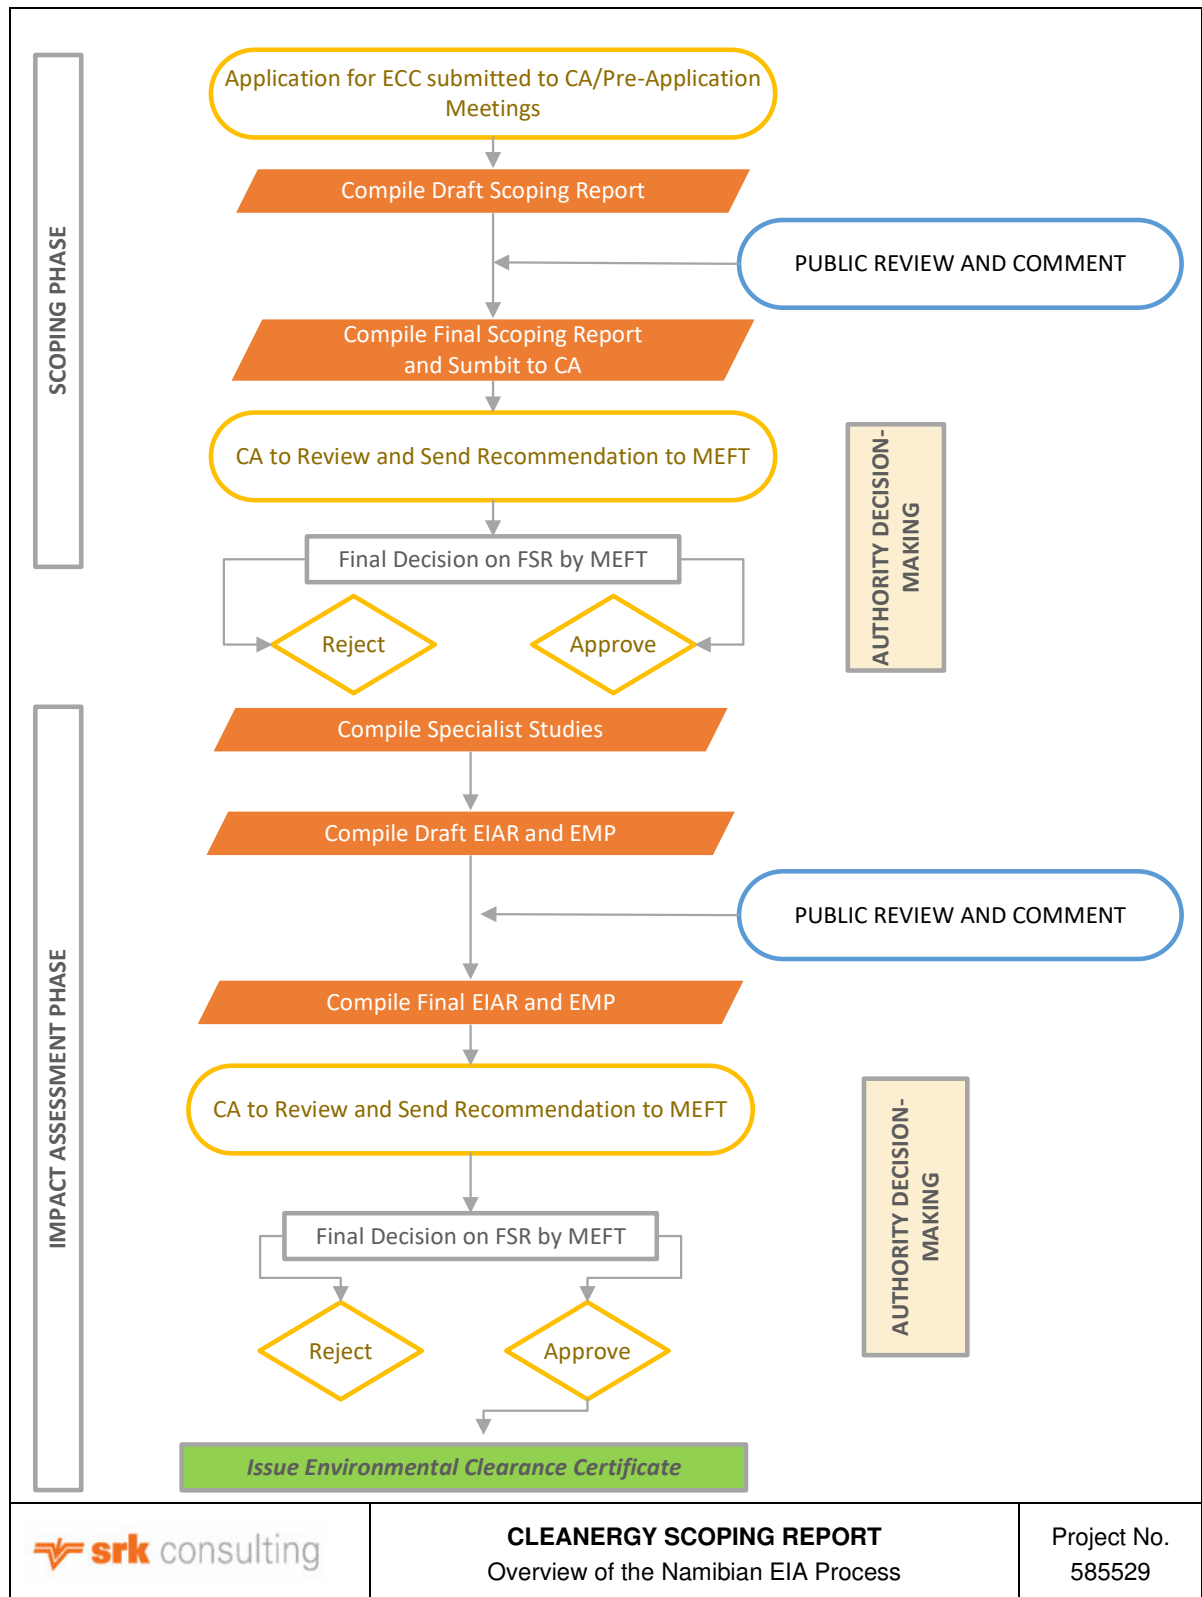 SCOPING PHASE
Application for ECC submitted to CA/Pre-Application
Meetings
Compile Draft Scoping Report
PUBLIC REVIEW AND COMMENT
Compile Final Scoping Report
and Sumbit to CA
CA to Review and Send Recommendation to MEFT
AUTHORITY DECISION-
MAKING
Final Decision on FSR by MEFT
Reject
Approve
IMPACT ASSESSMENT PHASE
Compile Specialist Studies
Compile Draft EIAR and EMP
PUBLIC REVIEW AND COMMENT
Compile Final EIAR and EMP
CA to Review and Send Recommendation to MEFT
AUTHORITY DECISION-
MAKING
Final Decision on FSR by MEFT
Reject
Approve
Issue Environmental Clearance Certificate
srk consulting
CLEANERGY SCOPING REPORT
Overview of the Namibian EIA Process
Project No.
585529